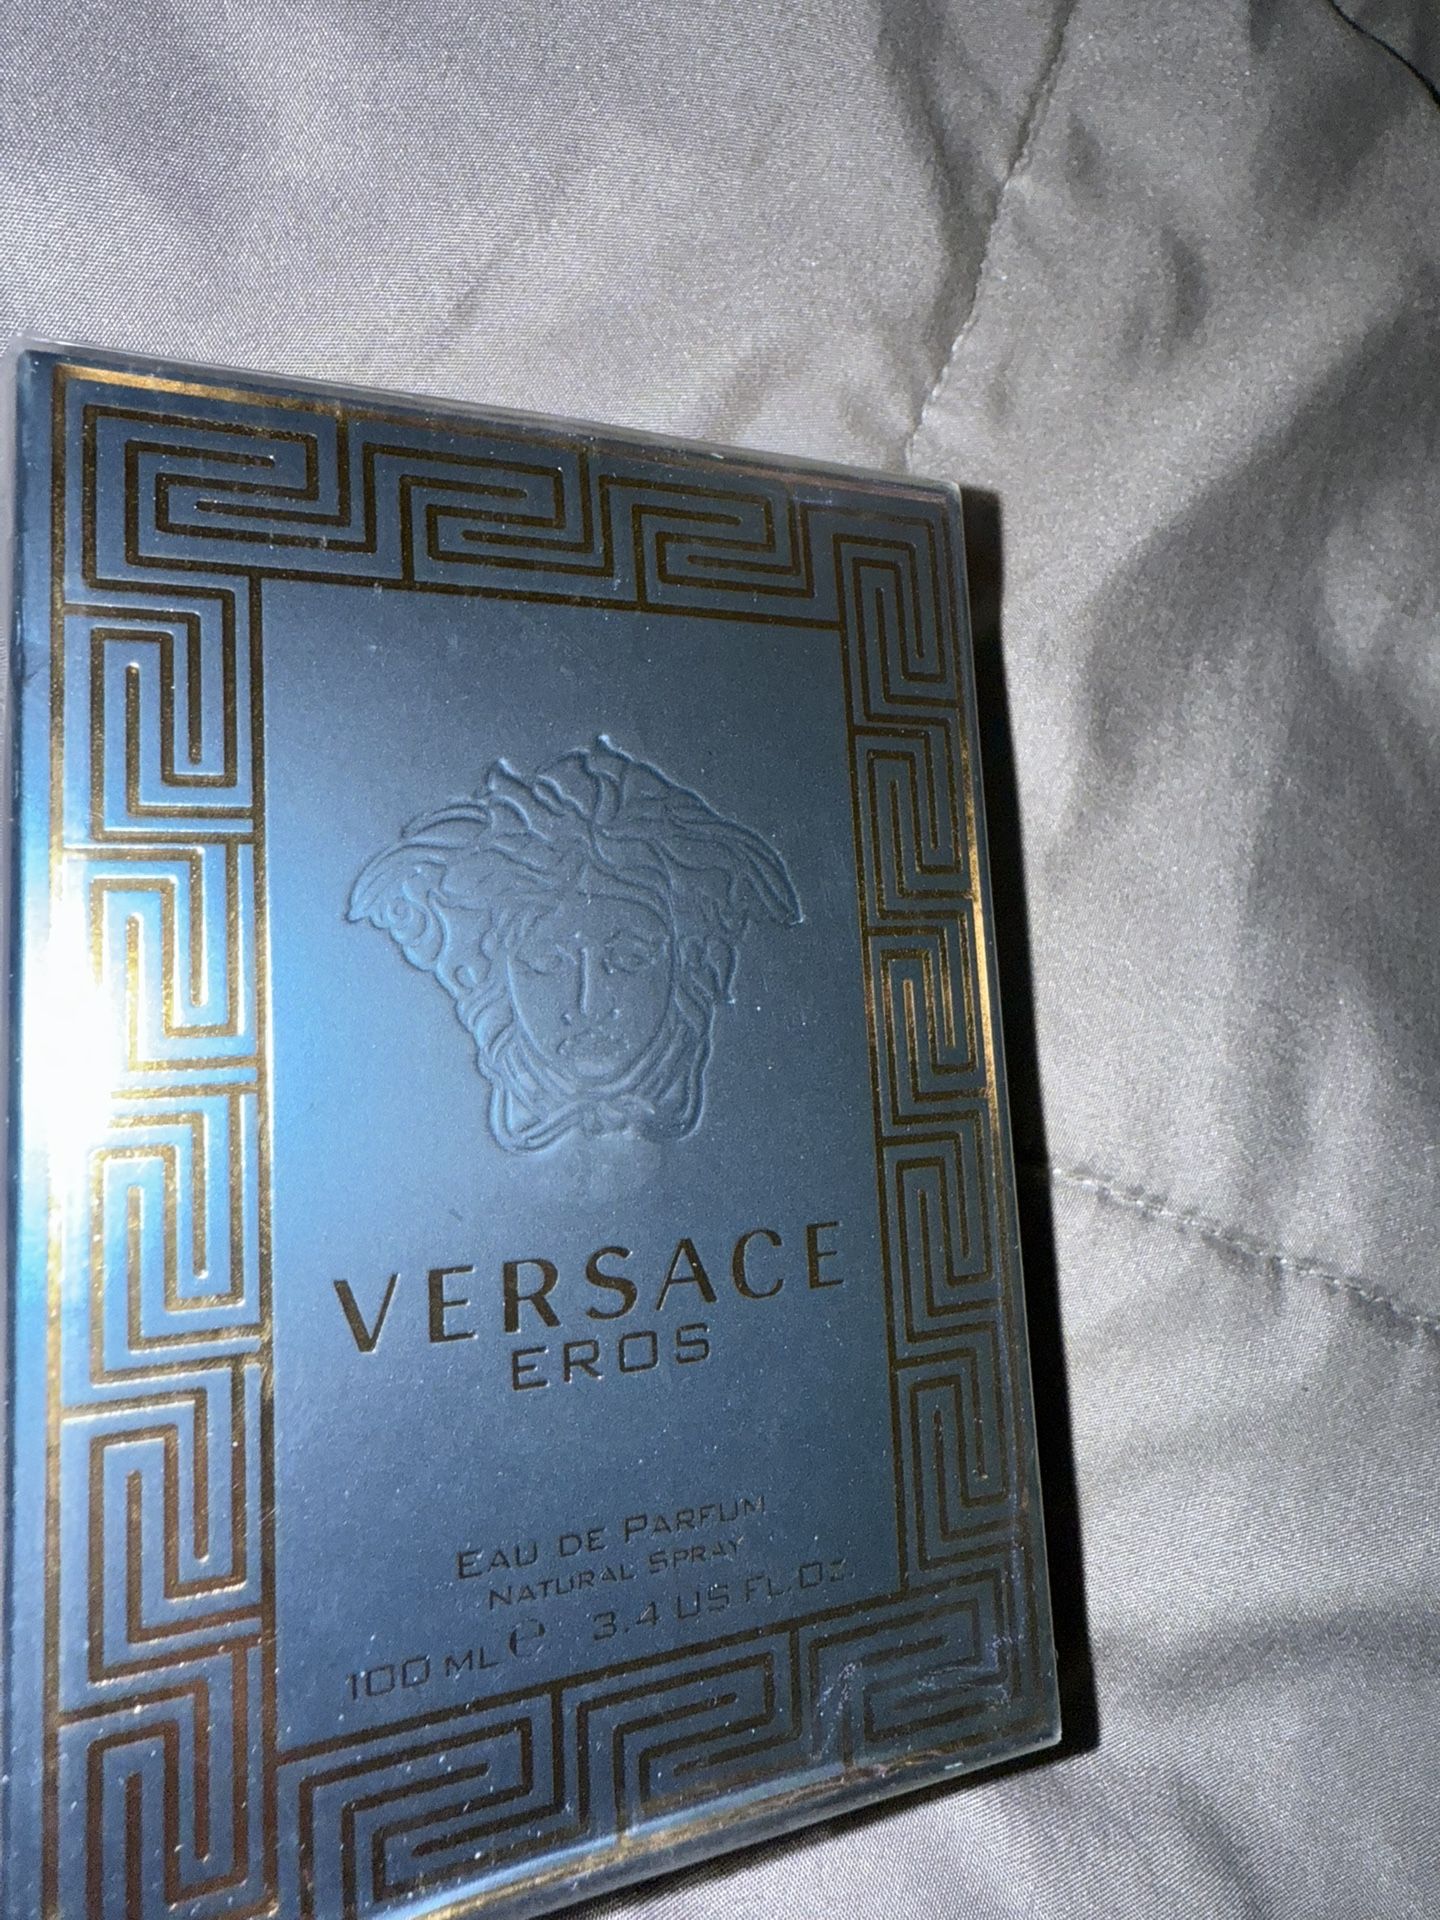 VERSACE
EROS
EAU DE PARFUM
NATURAL SPRAY
100 ML e 3.4 US FL.OZ.